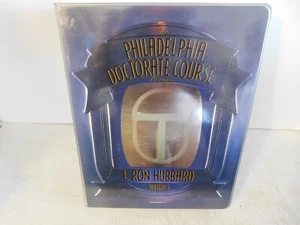 PHILADELPHIA
DOCTORATE COURSE
L. RON HUBBARD